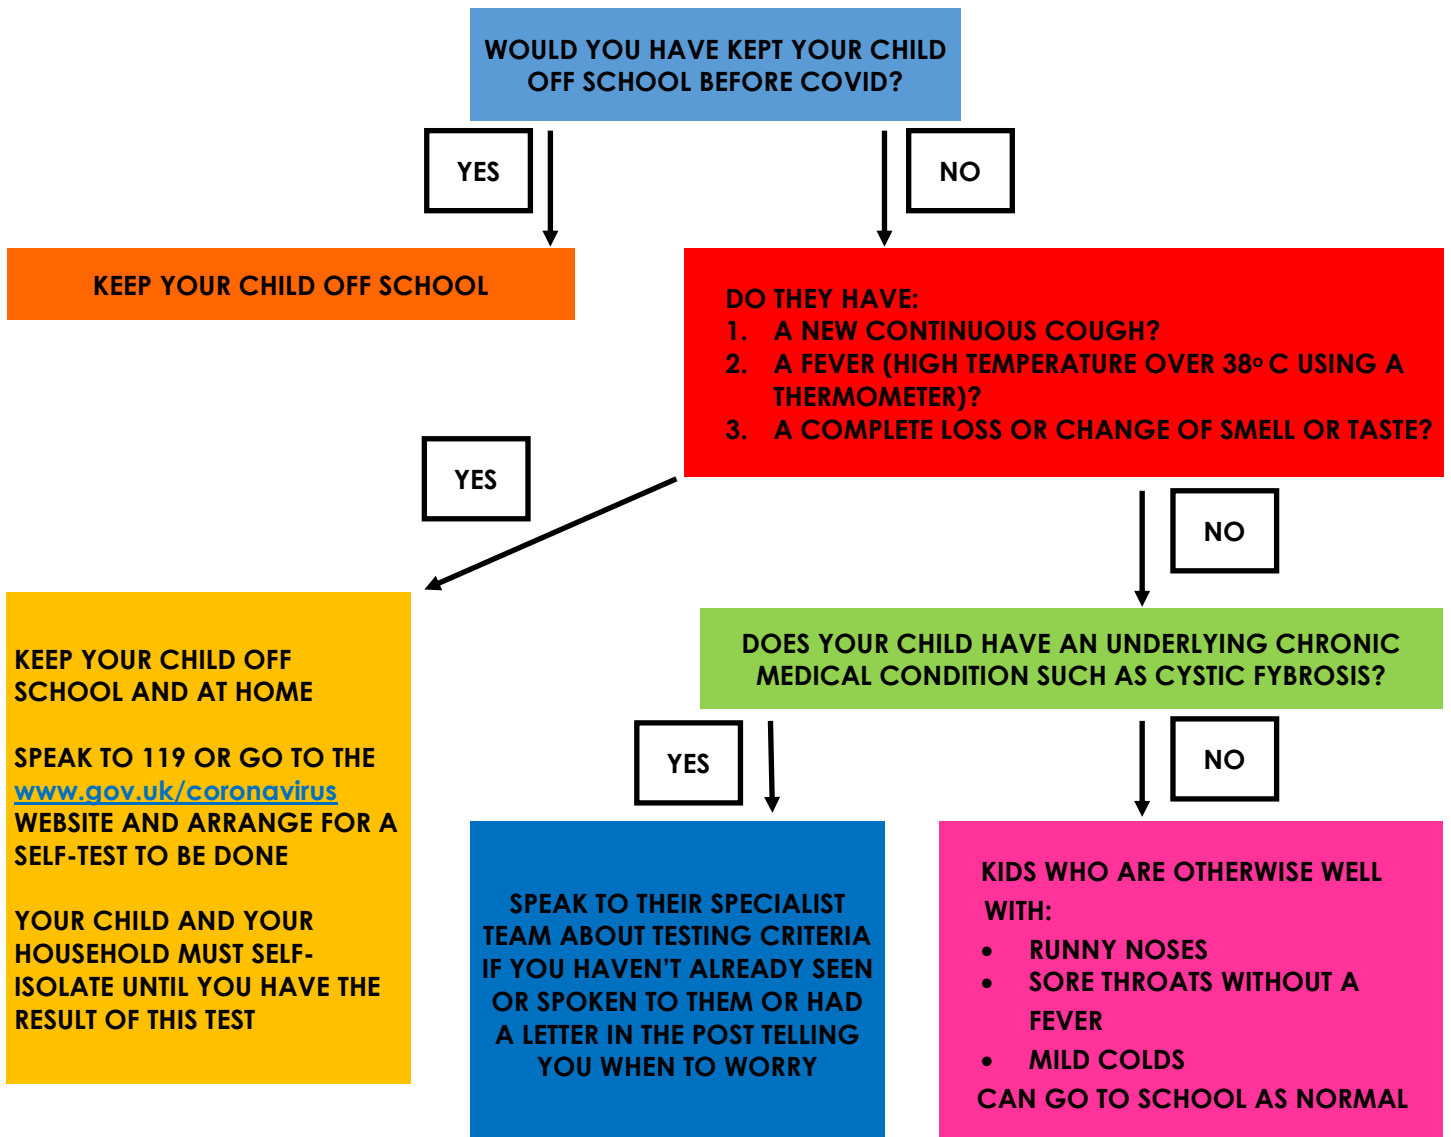 WOULD YOU HAVE KEPT YOUR CHILD
OFF SCHOOL BEFORE COVID?
YES
NO
KEEP YOUR CHILD OFF SCHOOL
DO THEY HAVE:
1. A NEW CONTINUOUS COUGH?
2. A FEVER (HIGH TEMPERATURE OVER 38º C USING A
THERMOMETER)?
3. A COMPLETE LOSS OR CHANGE OF SMELL OR TASTE?
YES
NO
KEEP YOUR CHILD OFF
SCHOOL AND AT HOME
SPEAK TO 119 OR GO TO THE
www.gov.uk/coronavirus
WEBSITE AND ARRANGE FOR A
SELF-TEST TO BE DONE
YOUR CHILD AND YOUR
HOUSEHOLD MUST SELF-
ISOLATE UNTIL YOU HAVE THE
RESULT OF THIS TEST
DOES YOUR CHILD HAVE AN UNDERLYING CHRONIC
MEDICAL CONDITION SUCH AS CYSTIC FYBROSIS?
YES
NO
SPEAK TO THEIR SPECIALIST
TEAM ABOUT TESTING CRITERIA
IF YOU HAVEN'T ALREADY SEEN
OR SPOKEN TO THEM OR HAD
A LETTER IN THE POST TELLING
YOU WHEN TO WORRY
KIDS WHO ARE OTHERWISE WELL
WITH:
• RUNNY NOSES
• SORE THROATS WITHOUT A
FEVER
• MILD COLDS
CAN GO TO SCHOOL AS NORMAL